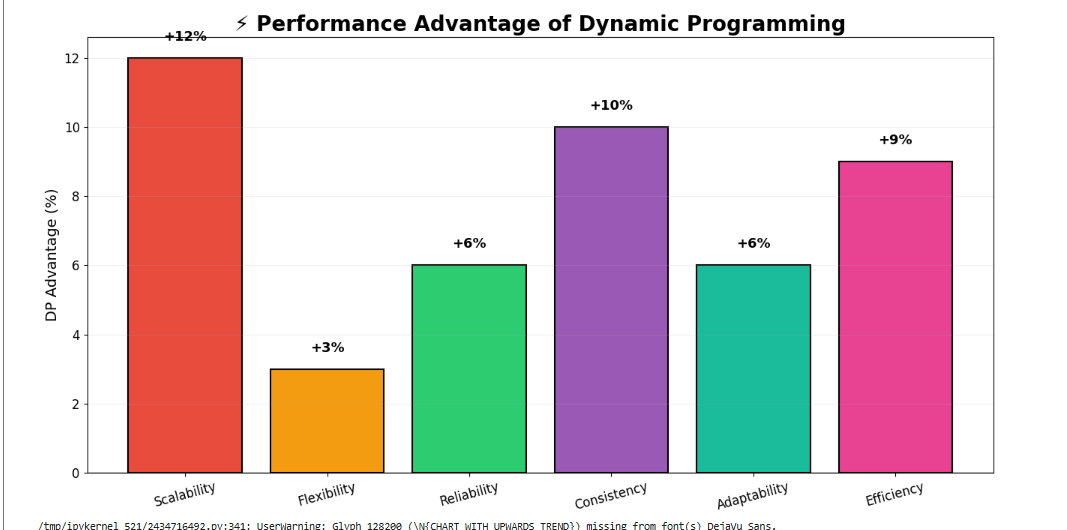 ⚡ Performance Advantage of Dynamic Programming
+12%
+10%
+9%
+6%
+6%
+3%
DP Advantage (%)
12
10
8
6
4
2
0
Scalability
Flexibility
Reliability
Consistency
Adaptability
Efficiency
/tmp/ipykernel_521/2434716492.py:341: UserWarning: Glyph 128200 (\N{CHART WITH UPWARDS TREND}) missing from font(s) DejaVu Sans.